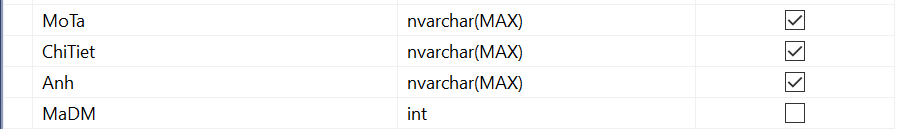 MoTa nvarchar(MAX)
ChiTiet nvarchar(MAX)
Anh nvarchar(MAX)
MaDM int